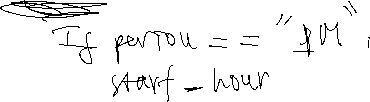 If period == "PM" :
start_hour